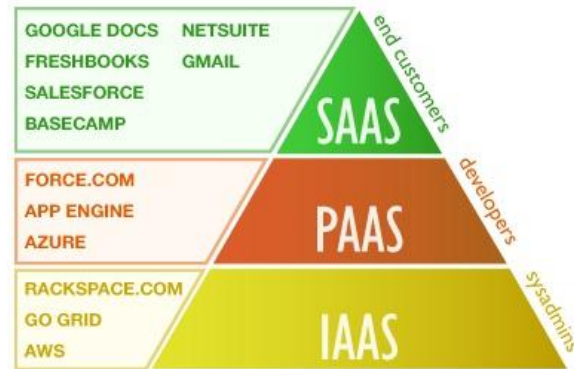 GOOGLE DOCS NETSUITE
FRESHBOOKS GMAIL
SALESFORCE
BASECAMP
SAAS
end customers
FORCE.COM
APP ENGINE
AZURE
PAAS
developers
RACKSPACE.COM
GO GRID
AWS
IAAS
sysadmins